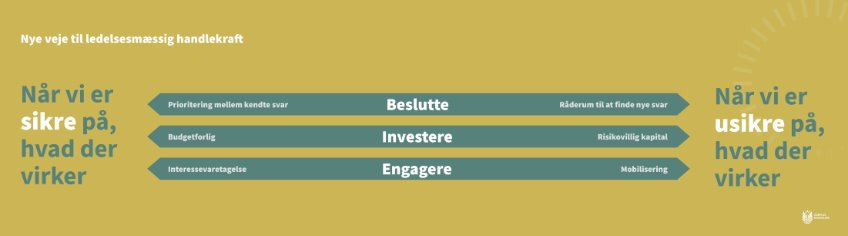 Nye veje til ledelsesmæssig handlekraft
Når vi er
sikre på,
hvad der
virker
Prioritering mellem kendte svar Beslutte Råderum til at finde nye svar
Budgetforlig Investere Risikovillig kapital
Interessevaretagelse Engagere Mobilisering
Når vi er
usikre på,
hvad der
virker